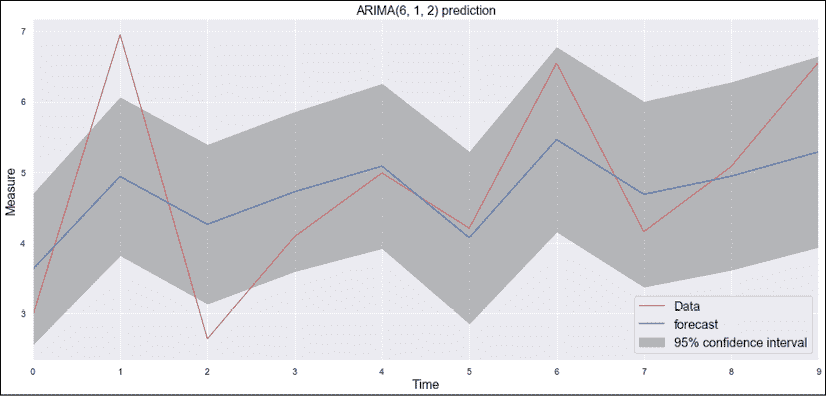 ARIMA(6, 1, 2) prediction
7
6
5
4
3
Measure
0 1 2 3 4 5 6 7 8 9
Time
Data
forecast
95% confidence interval